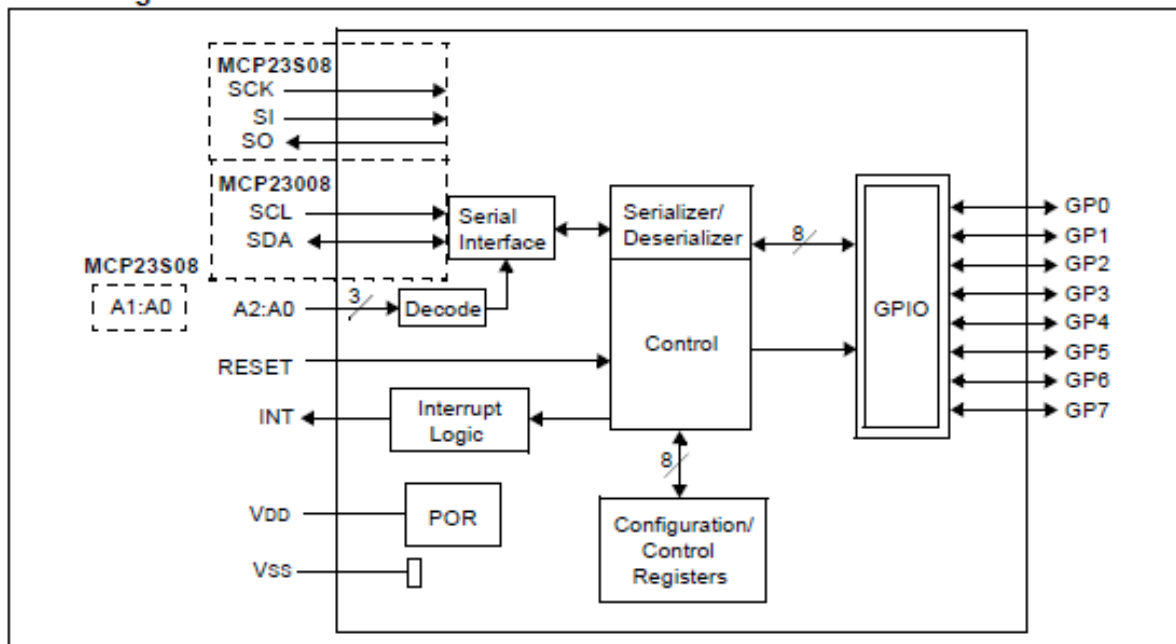 MCP23S08
SCK
SI
SO
MCP23008
SCL
SDA
MCP23S08
A1:A0
A2:A0
3
Decode
Serial
Interface
Serializer/
Deserializer
Control
8
GPIO
GP0
GP1
GP2
GP3
GP4
GP5
GP6
GP7
RESET
INT
Interrupt
Logic
8
VDD
POR
VSS
Configuration/
Control
Registers